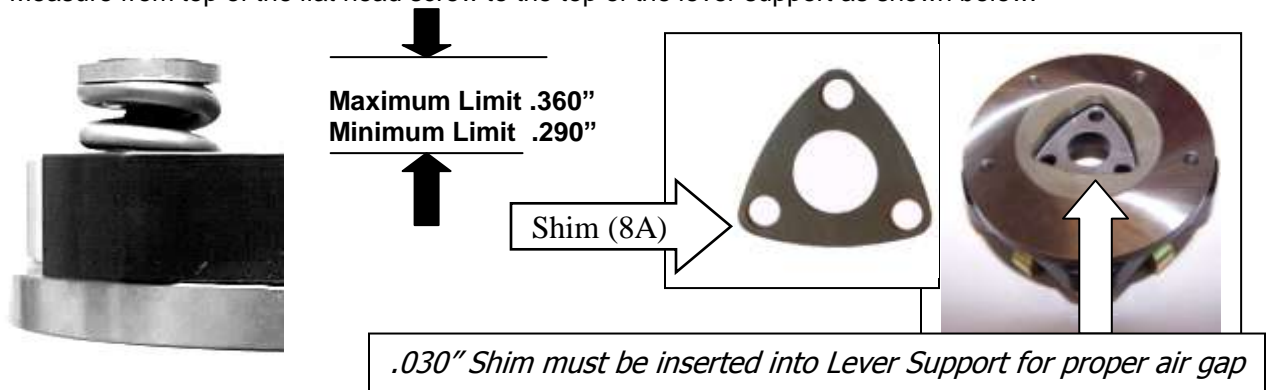 Measure from top of the flat head screw to the top of the lever support as shown below.
Maximum Limit .360”
Minimum Limit .290”
Shim (8A)
.030” Shim must be inserted into Lever Support for proper air gap